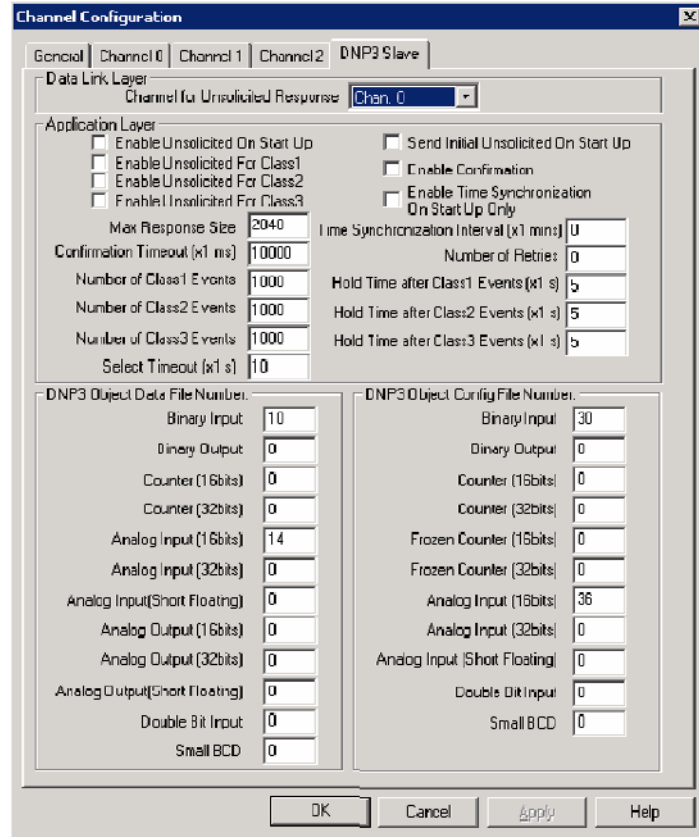 Channel Configuration
General Channel 0 Channel 1 Channel 2 DNP3 Slave
Data Link Layer
Channel for Unsolicited Response Chan. 0
Application Layer
Enable Unsolicited On Start Up
Enable Unsolicited For Class1
Enable Unsolicited For Class2
Enable Unsolicited For Class3
Send Initial Unsolicited On Start Up
Enable Confirmation
Enable Time Synchronization
On Start Up Only
Max Response Size 2040
Confirmation Timeout (x1 ms) 10000
Number of Class1 Events 1000
Number of Class2 Events 1000
Number of Class3 Events 1000
Select Timeout (x1 s) 10
Time Synchronization Interval (x1 mins) 0
Number of Retries 0
Hold Time after Class1 Events (x1 s) 5
Hold Time after Class2 Events (x1 s) 5
Hold Time after Class3 Events (x1 s) 5
DNP3 Object Data File Number:
Binary Input 10
Binary Output 0
Counter (16bits) 0
Counter (32bits) 0
Analog Input (16bits) 14
Analog Input (32bits) 0
Analog Input(Short Floating) 0
Analog Output (16bits) 0
Analog Output (32bits) 0
Analog Output(Short Floating) 0
Double Bit Input 0
Small BCD 0
DNP3 Object Config File Number:
Binary Input 30
Binary Output 0
Counter (16bits) 0
Counter (32bits) 0
Frozen Counter (16bits) 0
Frozen Counter (32bits) 0
Analog Input (16bits) 36
Analog Input (32bits) 0
Analog Input (Short Floating) 0
Double Bit Input 0
Small BCD 0
OK Cancel Apply Help